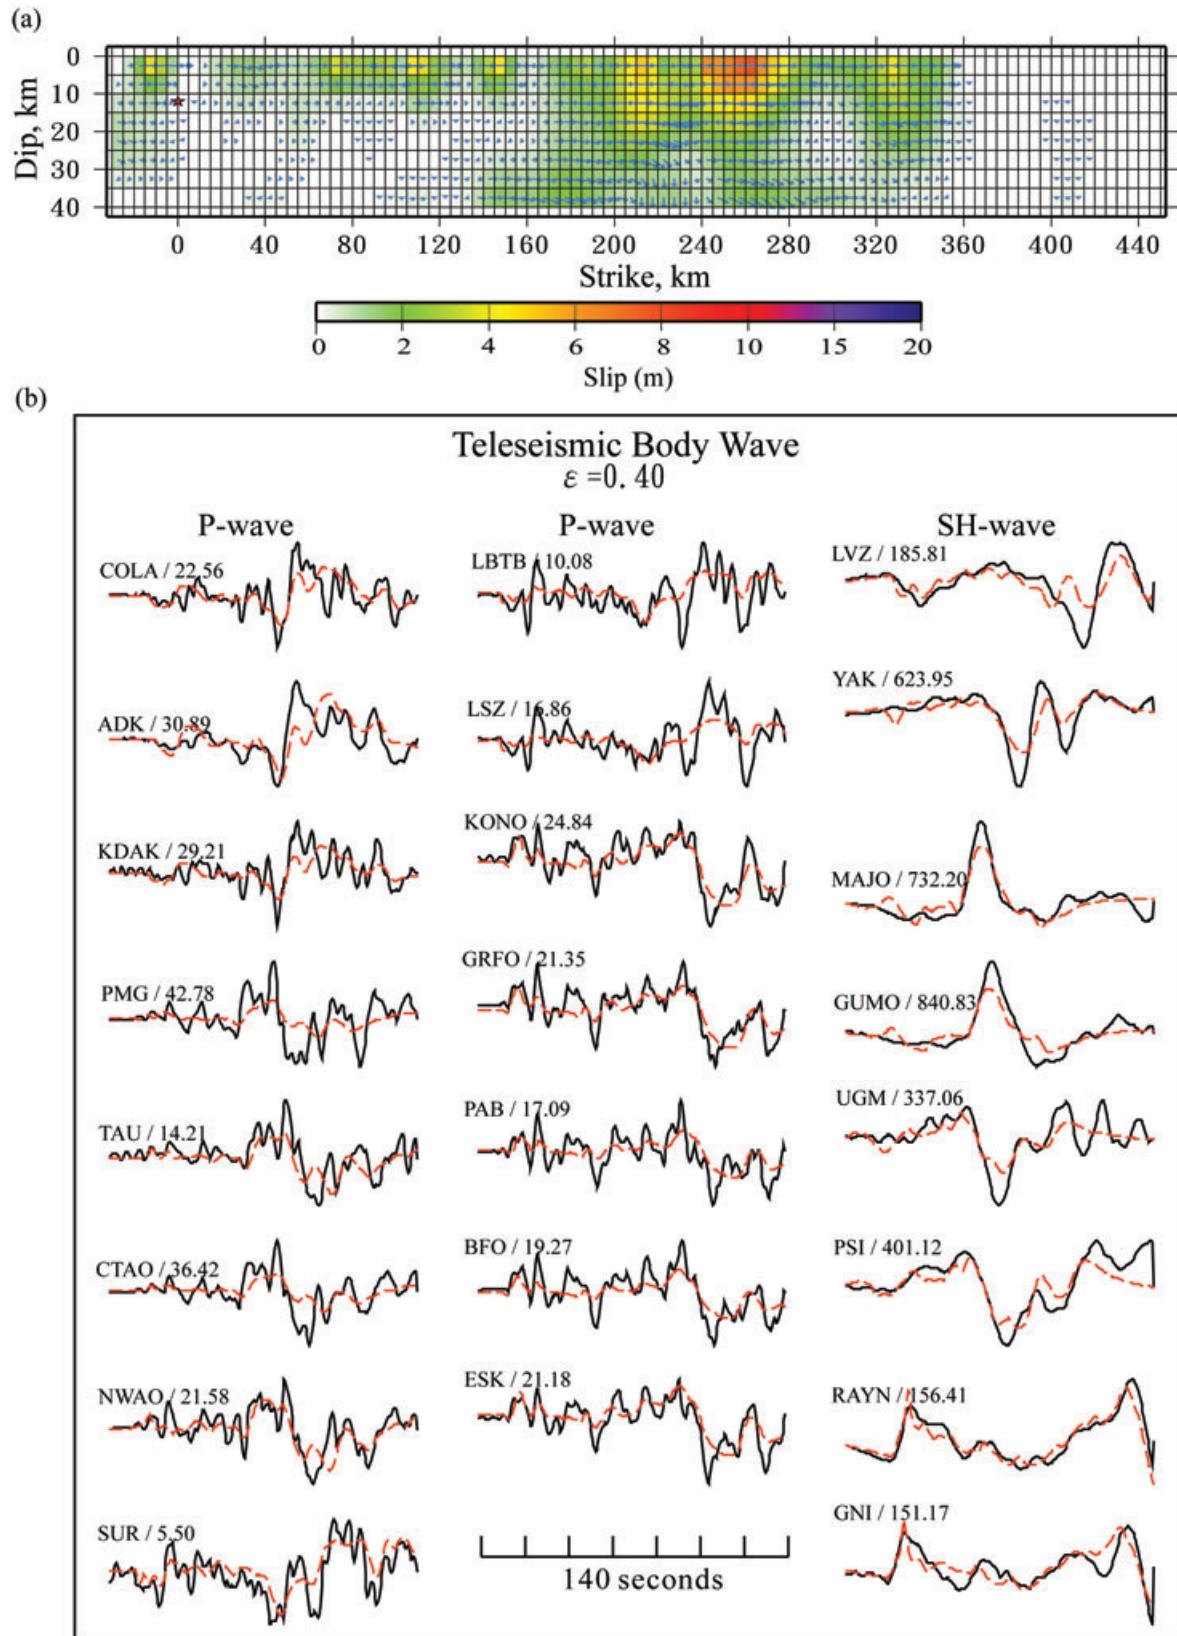 (a)
0
10
20
30
40
Dip, km
0 40 80 120 160 200 240 280 320 360 400 440
Strike, km
0 2 4 6 8 10 15 20
Slip (m)
(b)
Teleseismic Body Wave
ε =0.40
P-wave P-wave SH-wave
COLA / 22.56 LBTB / 10.08 LVZ / 185.81
ADK / 30.89 LSZ / 16.86 YAK / 623.95
KDAK / 29.21 KONO / 24.84 MAJO / 732.20
PMG / 42.78 GRFO / 21.35 GUMO / 840.83
TAU / 14.21 PAB / 17.09 UGM / 337.06
CTAO / 36.42 BFO / 19.27 PSI / 401.12
NWAO / 21.58 ESK / 21.18 RAYN / 156.41
SUR / 5.50 GNI / 151.17
140 seconds